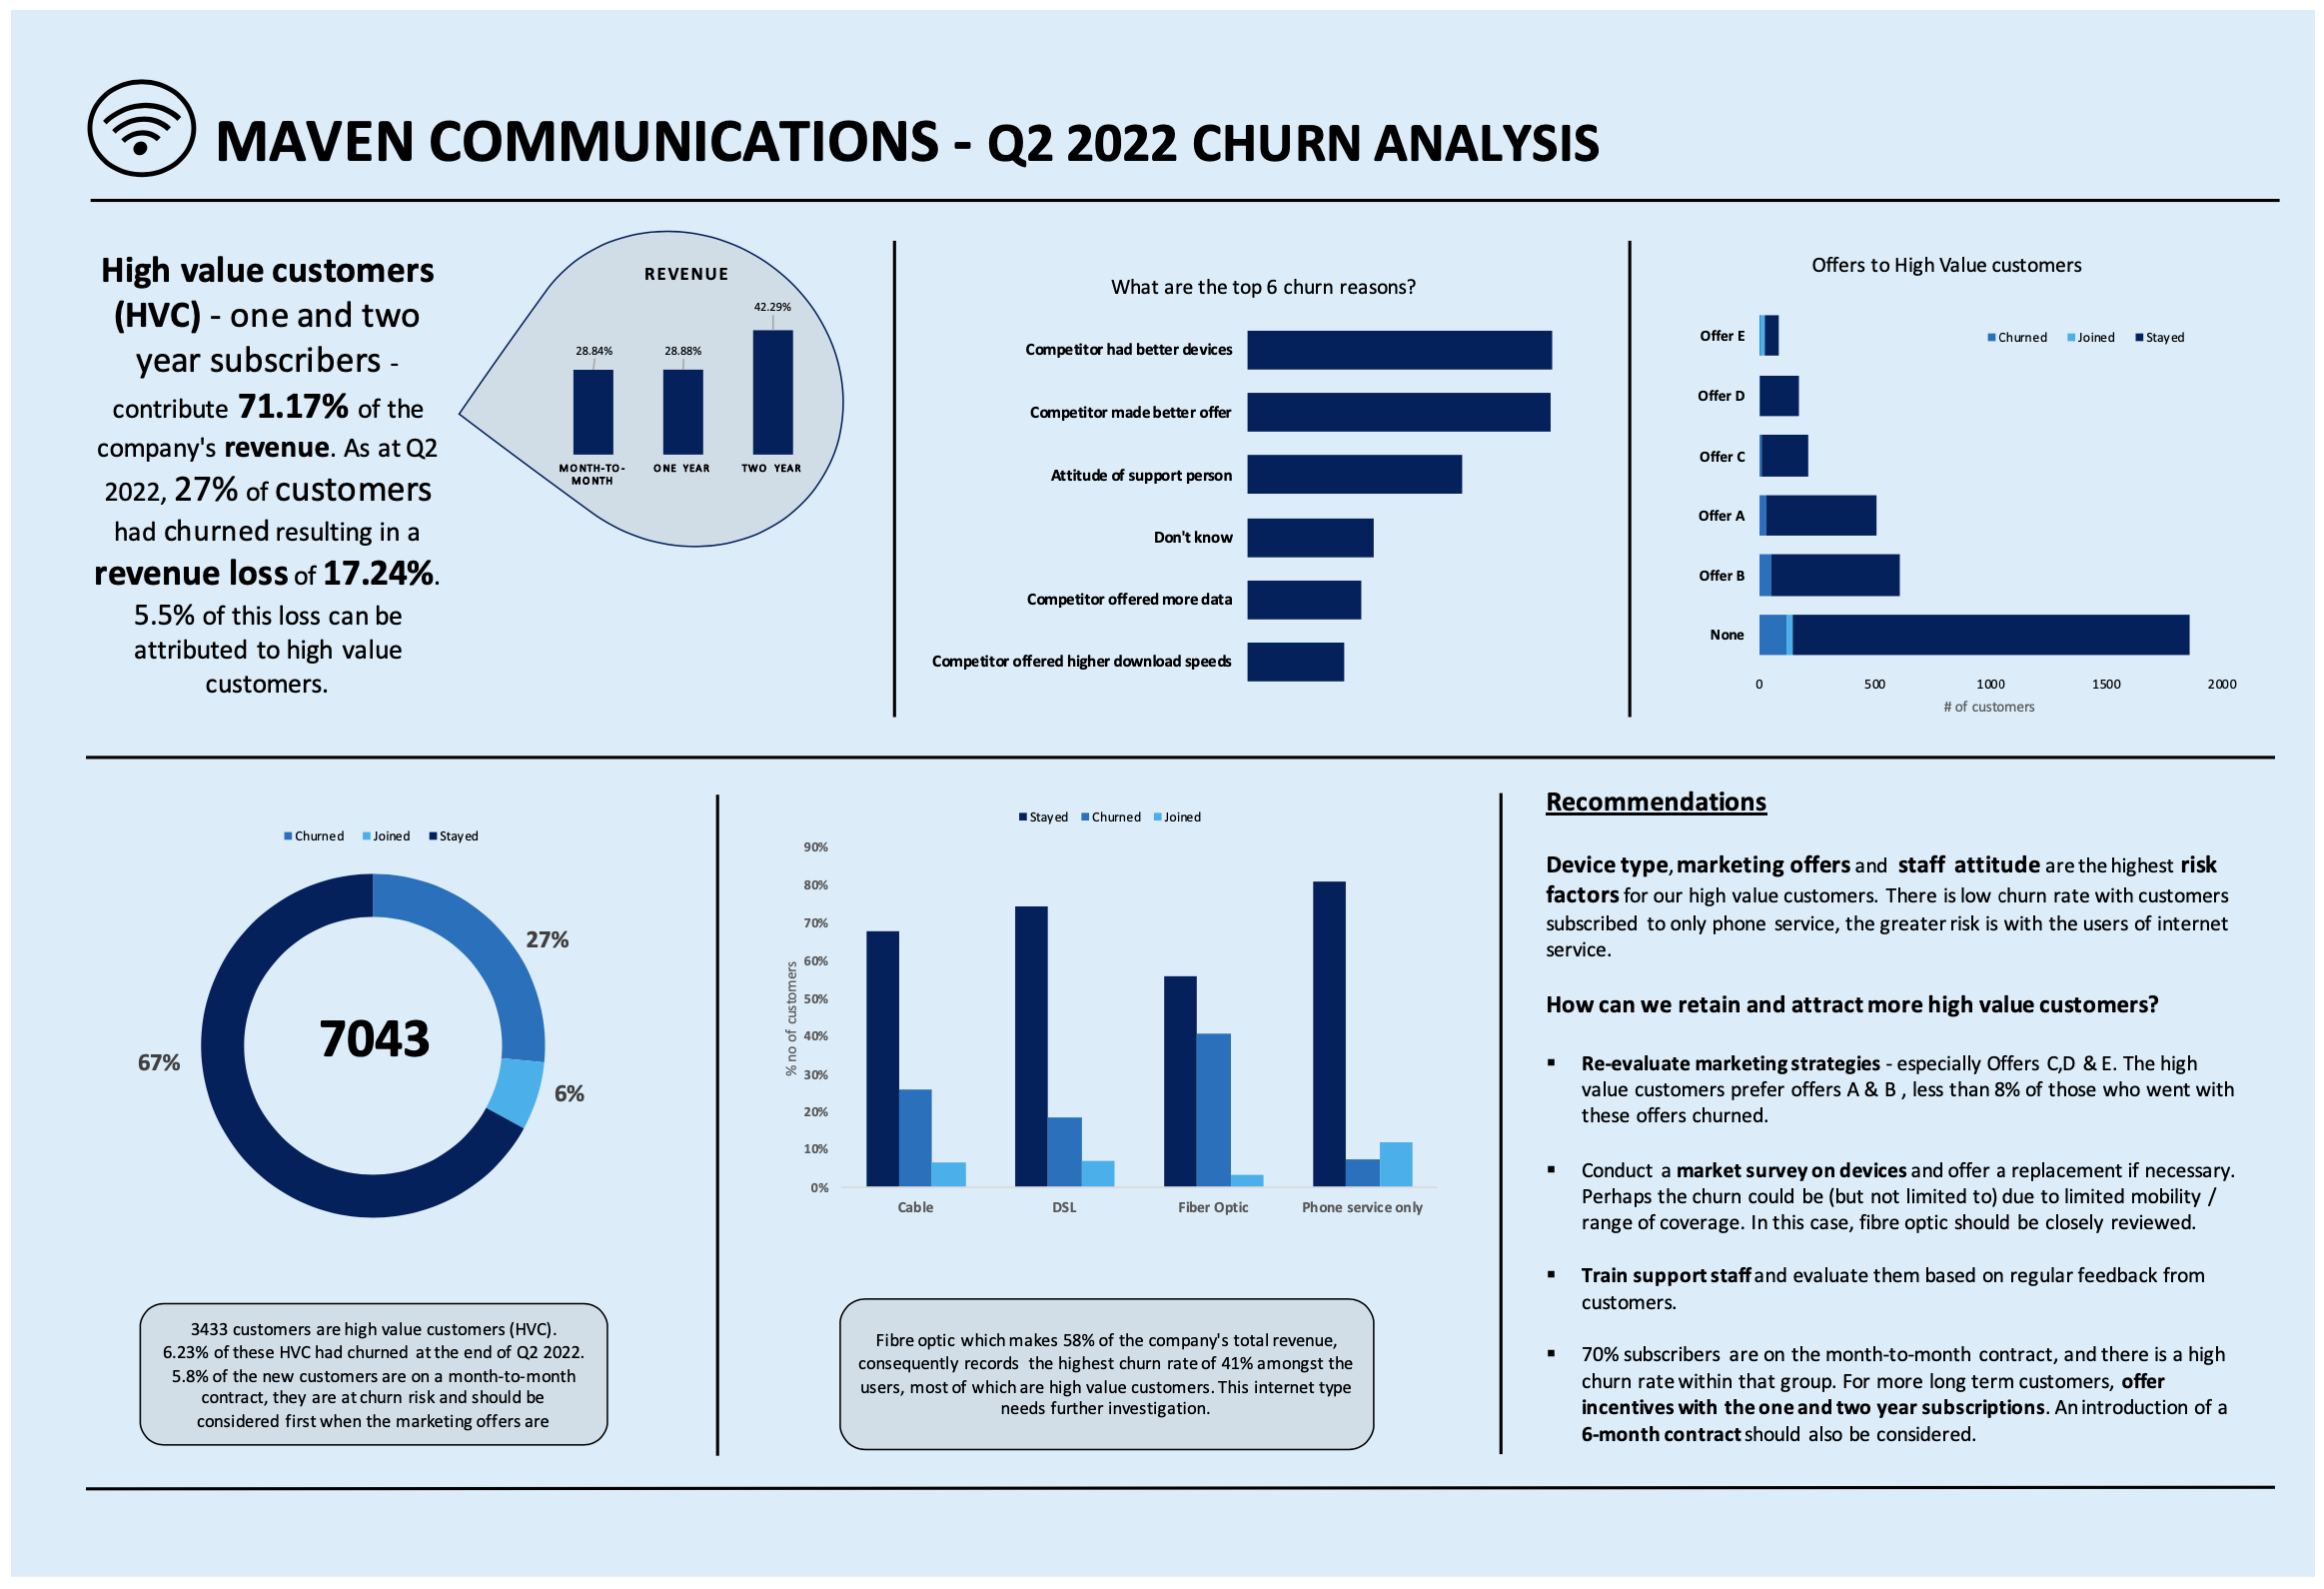 MAVEN COMMUNICATIONS - Q2 2022 CHURN ANALYSIS
High value customers
(HVC) - one and two
year subscribers -
contribute 71.17% of the
company's revenue. As at Q2
2022, 27% of customers
had churned resulting in a
revenue loss of 17.24%.
5.5% of this loss can be
attributed to high value
customers.
REVENUE
42.29%
28.84% 28.88%
MONTH-TO-
MONTH
ONE YEAR
TWO YEAR
What are the top 6 churn reasons?
Competitor had better devices
Competitor made better offer
Attitude of support person
Don't know
Competitor offered more data
Competitor offered higher download speeds
Offers to High Value customers
Churned Joined Stayed
Offer E
Offer D
Offer C
Offer A
Offer B
None
0 500 1000 1500 2000
# of customers
Churned Joined Stayed
27%
7043
67%
6%
3433 customers are high value customers (HVC).
6.23% of these HVC had churned at the end of Q2 2022.
5.8% of the new customers are on a month-to-month
contract, they are at churn risk and should be
considered first when the marketing offers are
Stayed Churned Joined
90%
80%
70%
60%
50%
40%
30%
20%
10%
0%
% no of customers
Cable DSL Fiber Optic Phone service only
Fibre optic which makes 58% of the company's total revenue,
consequently records the highest churn rate of 41% amongst the
users, most of which are high value customers. This internet type
needs further investigation.
Recommendations
Device type, marketing offers and staff attitude are the highest risk
factors for our high value customers. There is low churn rate with customers
subscribed to only phone service, the greater risk is with the users of internet
service.
How can we retain and attract more high value customers?
▪ Re-evaluate marketing strategies - especially Offers C,D & E. The high
value customers prefer offers A & B , less than 8% of those who went with
these offers churned.
▪ Conduct a market survey on devices and offer a replacement if necessary.
Perhaps the churn could be (but not limited to) due to limited mobility /
range of coverage. In this case, fibre optic should be closely reviewed.
▪ Train support staff and evaluate them based on regular feedback from
customers.
▪ 70% subscribers are on the month-to-month contract, and there is a high
churn rate within that group. For more long term customers, offer
incentives with the one and two year subscriptions. An introduction of a
6-month contract should also be considered.